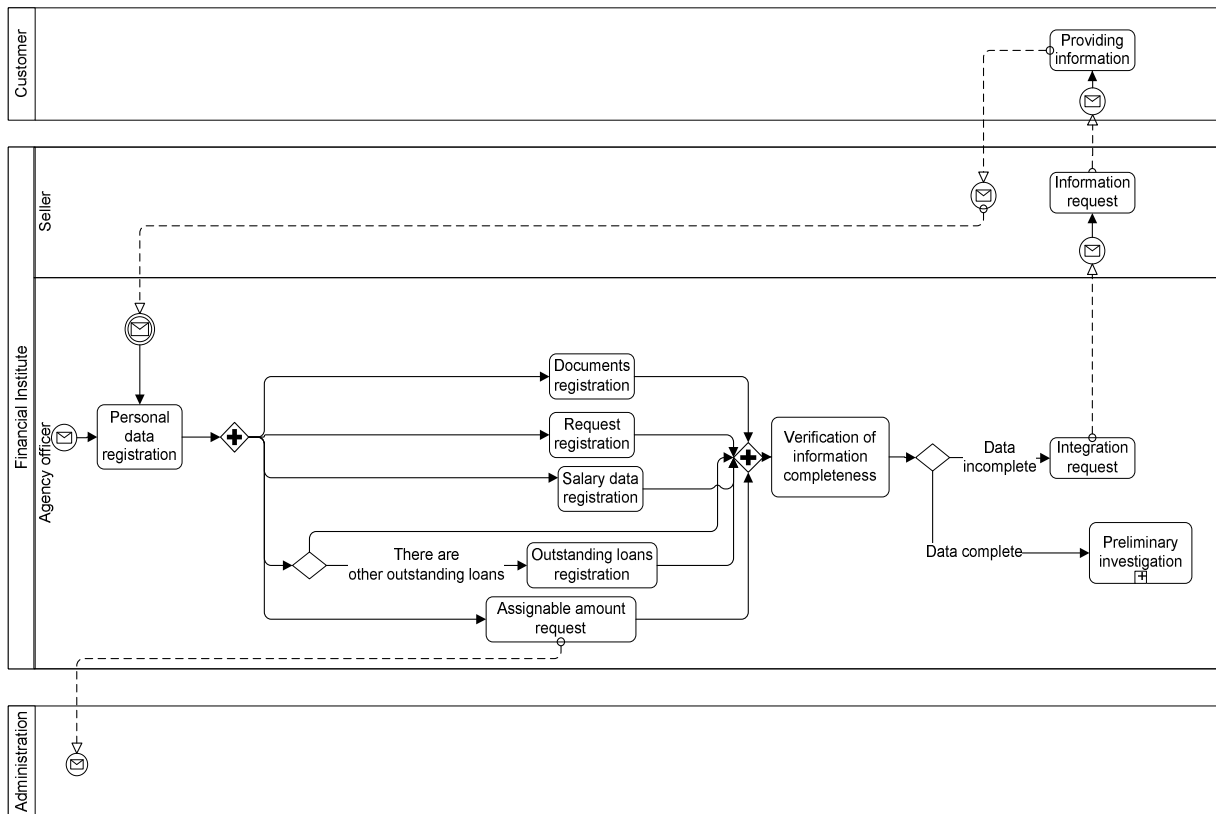 Customer
Providing
information
Financial Institute
Seller
Information
request
Agency officer
Personal
data
registration
Documents
registration
Request
registration
Salary data
registration
There are
other outstanding loans
Outstanding loans
registration
Assignable amount
request
Verification of
information
completeness
Data
incomplete
Integration
request
Data complete
Preliminary
investigation
Administration